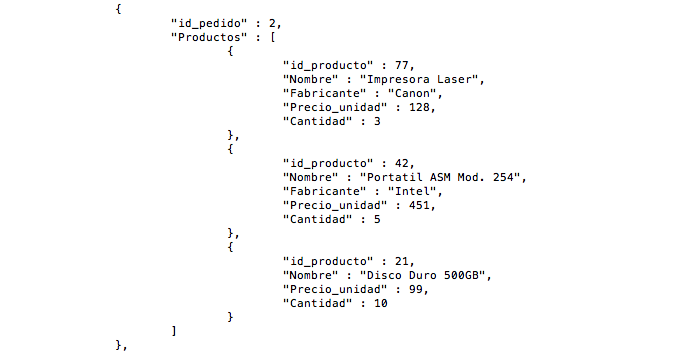 {
"id_pedido" : 2,
"Productos" : [
{
"id_producto" : 77,
"Nombre" : "Impresora Laser",
"Fabricante" : "Canon",
"Precio_unidad" : 128,
"Cantidad" : 3
},
{
"id_producto" : 42,
"Nombre" : "Portatil ASM Mod. 254",
"Fabricante" : "Intel",
"Precio_unidad" : 451,
"Cantidad" : 5
},
{
"id_producto" : 21,
"Nombre" : "Disco Duro 500GB",
"Precio_unidad" : 99,
"Cantidad" : 10
}
]
},